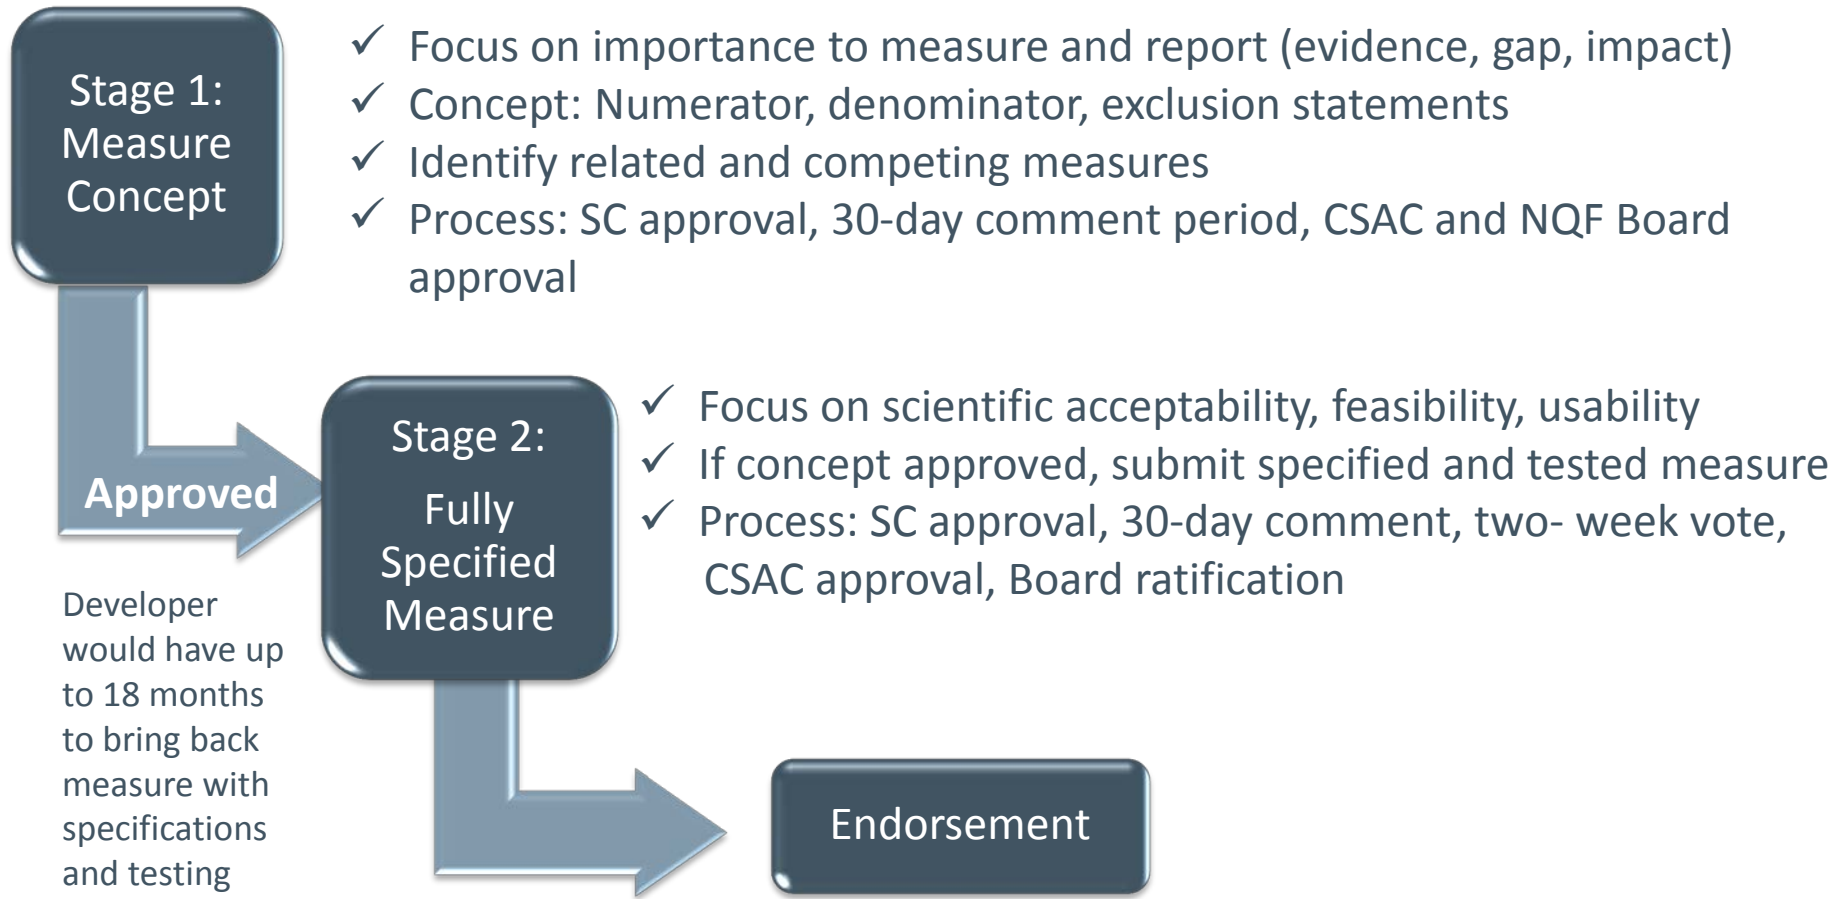 Stage 1:
Measure
Concept
✓ Focus on importance to measure and report (evidence, gap, impact)
✓ Concept: Numerator, denominator, exclusion statements
✓ Identify related and competing measures
✓ Process: SC approval, 30-day comment period, CSAC and NQF Board
approval
Approved
Developer
would have up
to 18 months
to bring back
measure with
specifications
and testing
Stage 2:
Fully
Specified
Measure
✓ Focus on scientific acceptability, feasibility, usability
✓ If concept approved, submit specified and tested measure
✓ Process: SC approval, 30-day comment, two- week vote,
CSAC approval, Board ratification
Endorsement